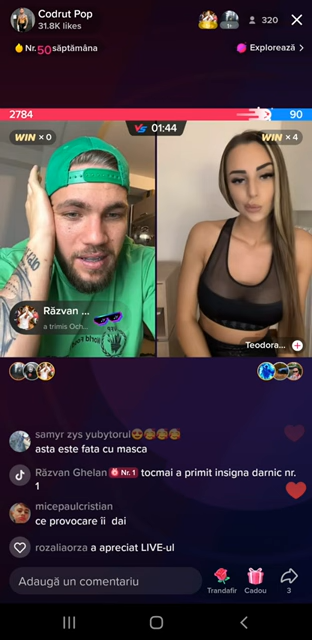 Codrut Pop
31.8K likes
320
Nr.50 săptămâna
Explorează >
2784
90
WIN × 0
VS 01:44
WIN × 4
Răzvan ...
a trimis Och...
Teodora...
samyr zys yubytorul😍🥰🥰🥰
asta este fata cu masca
Răzvan Ghelan Nr. 1 tocmai a primit insigna darnic nr.
1
micepaulcristian
ce provocare îi dai
rozaliaorza a apreciat LIVE-ul
Adaugă un comentariu
Trandafir
Cadou
3